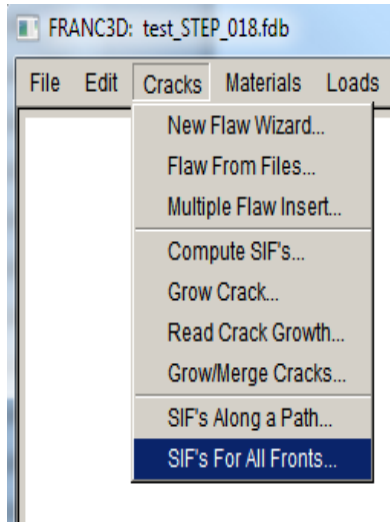 FRANC3D: test_STEP_018.fdb
File Edit Cracks Materials Loads
New Flaw Wizard...
Flaw From Files...
Multiple Flaw Insert...
Compute SIF's...
Grow Crack...
Read Crack Growth...
Grow/Merge Cracks...
SIF's Along a Path...
SIF's For All Fronts...